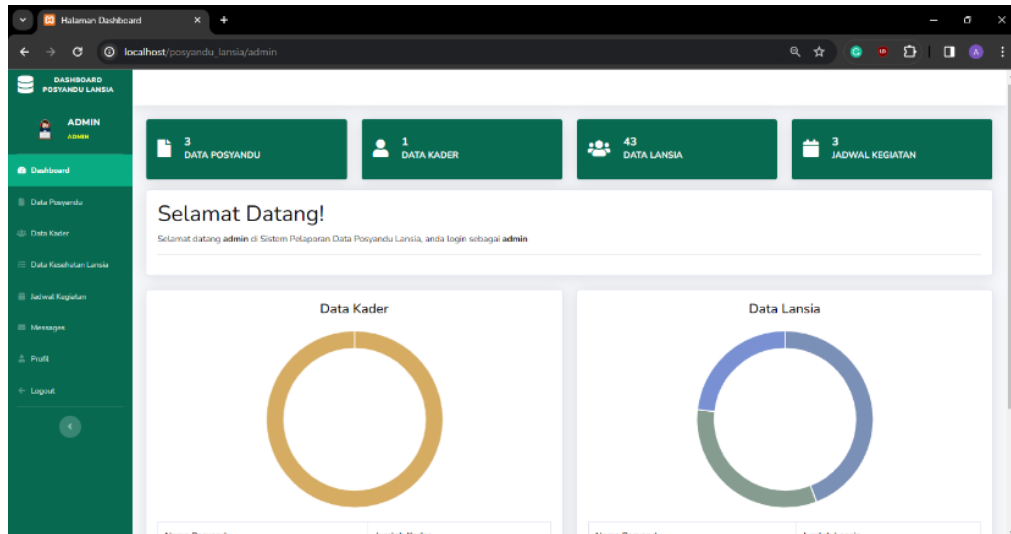 Halaman Dashboard
localhost/posyandu_lansia/admin
DASHBOARD
POSYANDU LANSIA
ADMIN
ADMIN
Dashboard
Data Posyandu
Data Kader
Data Kesehatan Lansia
Jadwal Kegiatan
Messages
Profil
Logout
3
DATA POSYANDU
1
DATA KADER
43
DATA LANSIA
3
JADWAL KEGIATAN
Selamat Datang!
Selamat datang admin di Sistem Pelaporan Data Posyandu Lansia, anda login sebagai admin
Data Kader
Data Lansia